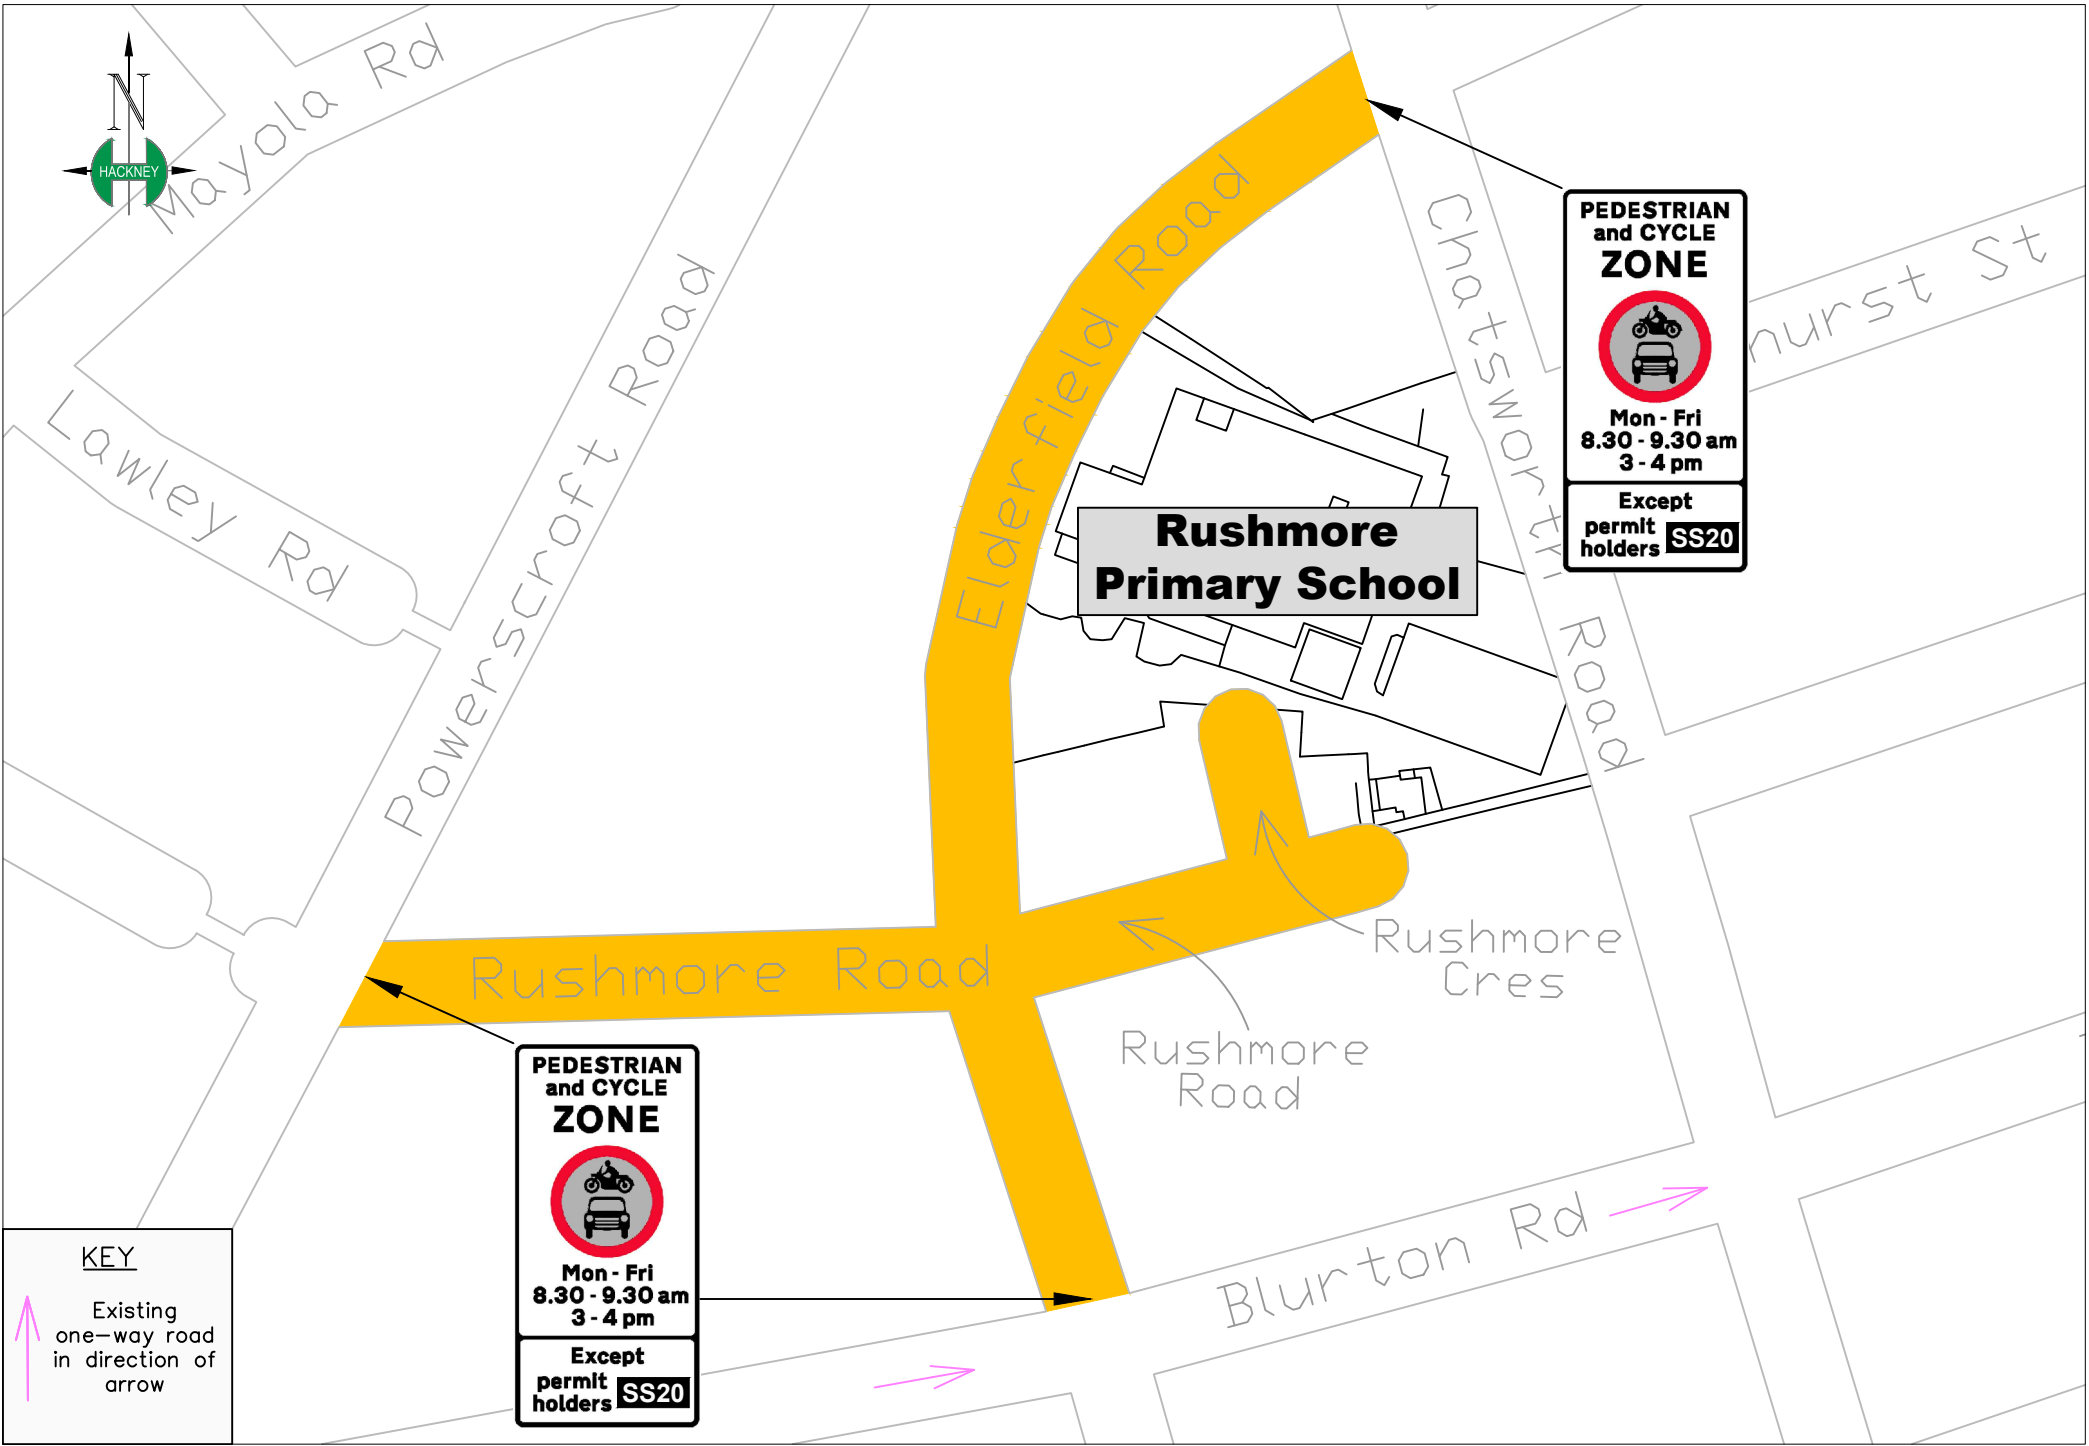 Mayola Rd
N
HACKNEY
Powerscroft Road
Lawley Rd
Elderfield Road
Chatsworth Road
hurst St
PEDESTRIAN
and CYCLE
ZONE
Mon - Fri
8.30 - 9.30 am
3 - 4 pm
Except
permit
holders SS20
Rushmore
Primary School
Rushmore Road
Rushmore
Cres
Rushmore
Road
PEDESTRIAN
and CYCLE
ZONE
Mon - Fri
8.30 - 9.30 am
3 - 4 pm
Except
permit
holders SS20
Blurton Rd
KEY
Existing
one-way road
in direction of
arrow